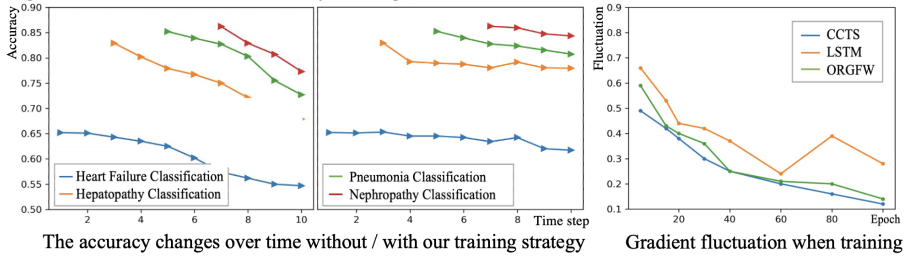 Accuracy
0.90
0.85
0.80
0.75
0.70
0.65
0.60
0.55
0.50
2 4 6 8 10
Heart Failure Classification
Hepatopathy Classification
2 4 6 8
Time step
Pneumonia Classification
Nephropathy Classification
The accuracy changes over time without / with our training strategy
Fluctuation
0.9
0.8
0.7
0.6
0.5
0.4
0.3
0.2
0.1
20 40 60 80
Epoch
CCTS
LSTM
ORGFW
Gradient fluctuation when training